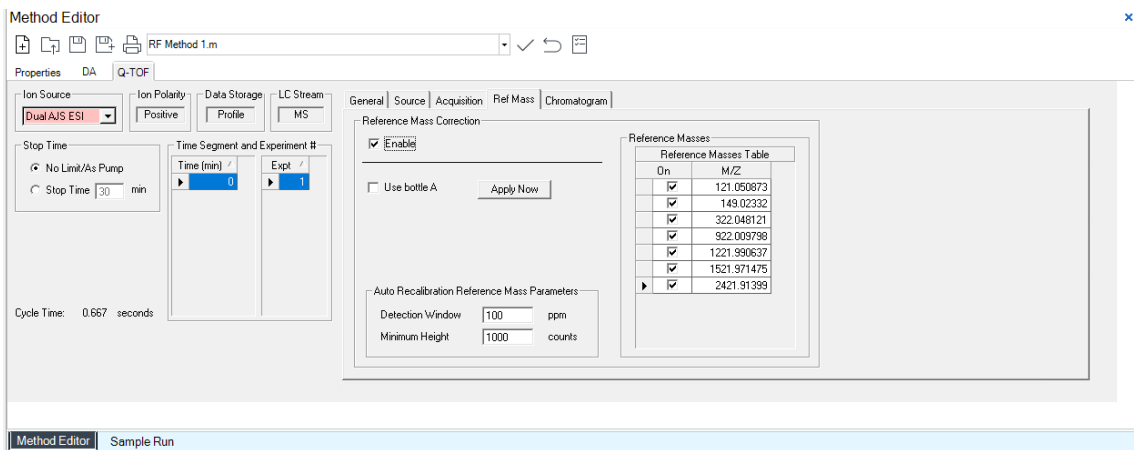 Method Editor
×
RF Method 1.m
Properties DA Q-TOF
Ion Source
Dual AJS ESI
Ion Polarity
Positive
Data Storage
Profile
LC Stream
MS
Stop Time
No Limit/As Pump
Stop Time 30 min
Time Segment and Experiment #
Time (min) Expt
0 1
Cycle Time: 0.667 seconds
General Source Acquisition Ref Mass Chromatogram
Reference Mass Correction
Enable
Use bottle A Apply Now
Auto Recalibration Reference Mass Parameters
Detection Window 100 ppm
Minimum Height 1000 counts
Reference Masses
Reference Masses Table
On M/Z
121.050873
149.02332
322.048121
922.009798
1221.990637
1521.971475
2421.91399
Method Editor Sample Run